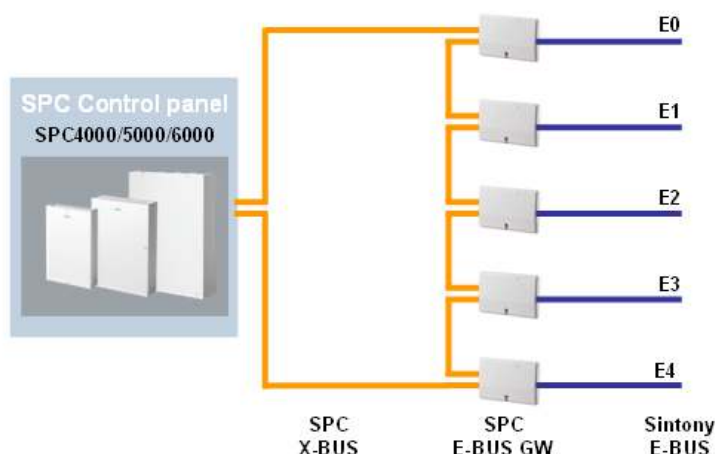 E0
SPC Control panel
SPC4000/5000/6000
E1
E2
E3
E4
SPC
X-BUS
SPC
E-BUS GW
Sintony
E-BUS